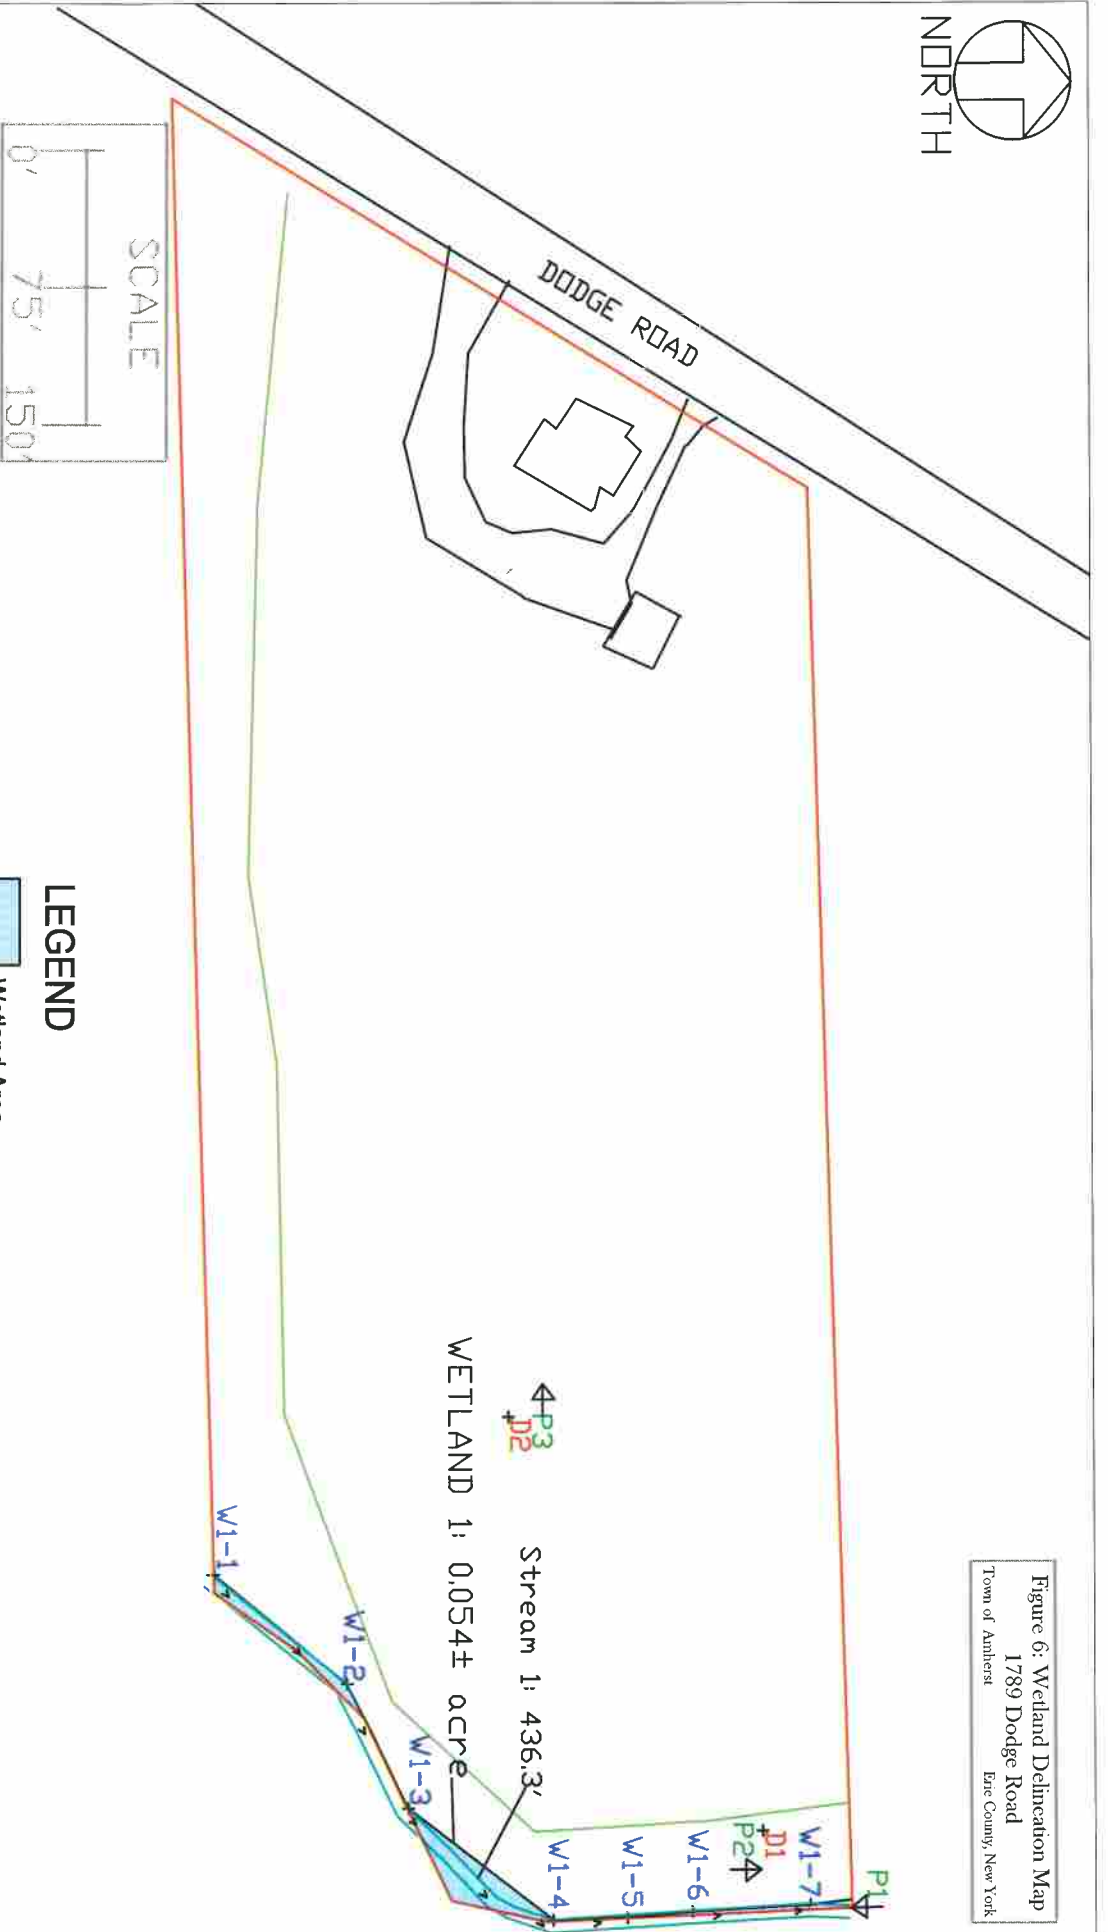 NORTH
Figure 6: Wetland Delineation Map
1789 Dodge Road
Town of Amherst Erie County, New York
DODGE ROAD
P1
W1-7
D1
P2
W1-6
W1-5
W1-4
P3
D2
Stream 1: 436.3'
WETLAND 1: 0.054± acre
W1-3
W1-2
W1-1
SCALE
0' 75' 150'
LEGEND
Wetland Area